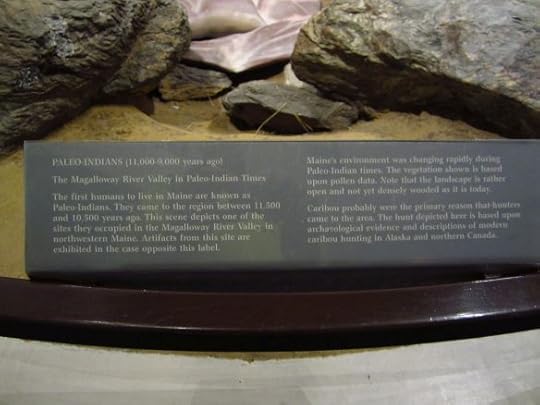 PALEO-INDIANS (11,000-9,000 years ago)
The Magalloway River Valley in Paleo-Indian Times
The first humans to live in Maine are known as
Paleo-Indians. They came to the region between 11,500
and 10,500 years ago. This scene depicts one of the
sites they occupied in the Magalloway River Valley in
northwestern Maine. Artifacts from this site are
exhibited in the case opposite this label.
Maine's environment was changing rapidly during
Paleo-Indian times. The vegetation shown is based
upon pollen data. Note that the landscape is rather
open and not yet densely wooded as it is today.
Caribou probably were the primary reason that hunters
came to the area. The hunt depicted here is based upon
archaeological evidence and descriptions of modern
caribou hunting in Alaska and northern Canada.